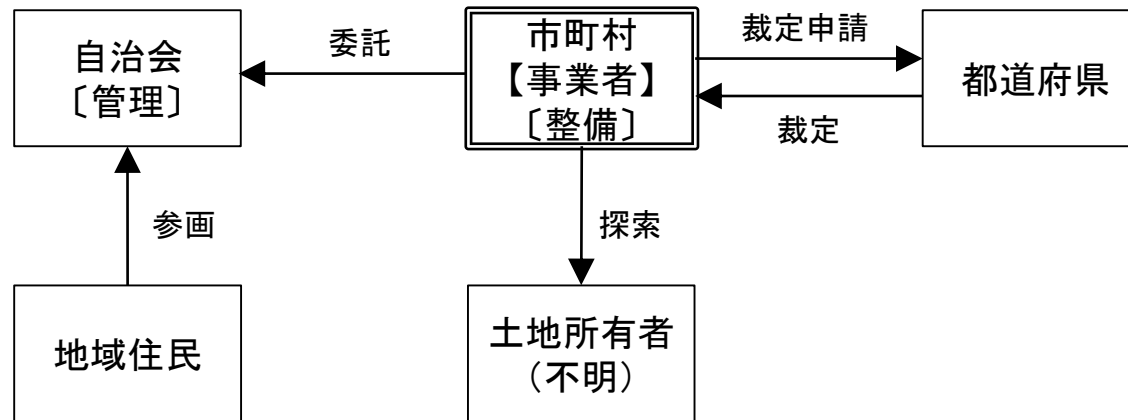 自治会
〔管理〕
委託
市町村
【事業者】
〔整備〕
裁定申請
裁定
都道府県
参画
探索
地域住民
土地所有者
（不明）